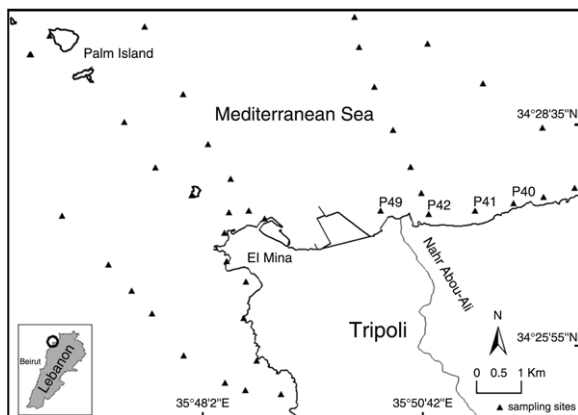 Palm Island
Mediterranean Sea
34°28'35"N
P49
P42
P41
P40
El Mina
Nahr Abou-Ali
Tripoli
N
34°25'55"N
Beirut
Lebanon
0 0.5 1 Km
35°48'2"E
35°50'42"E
sampling sites